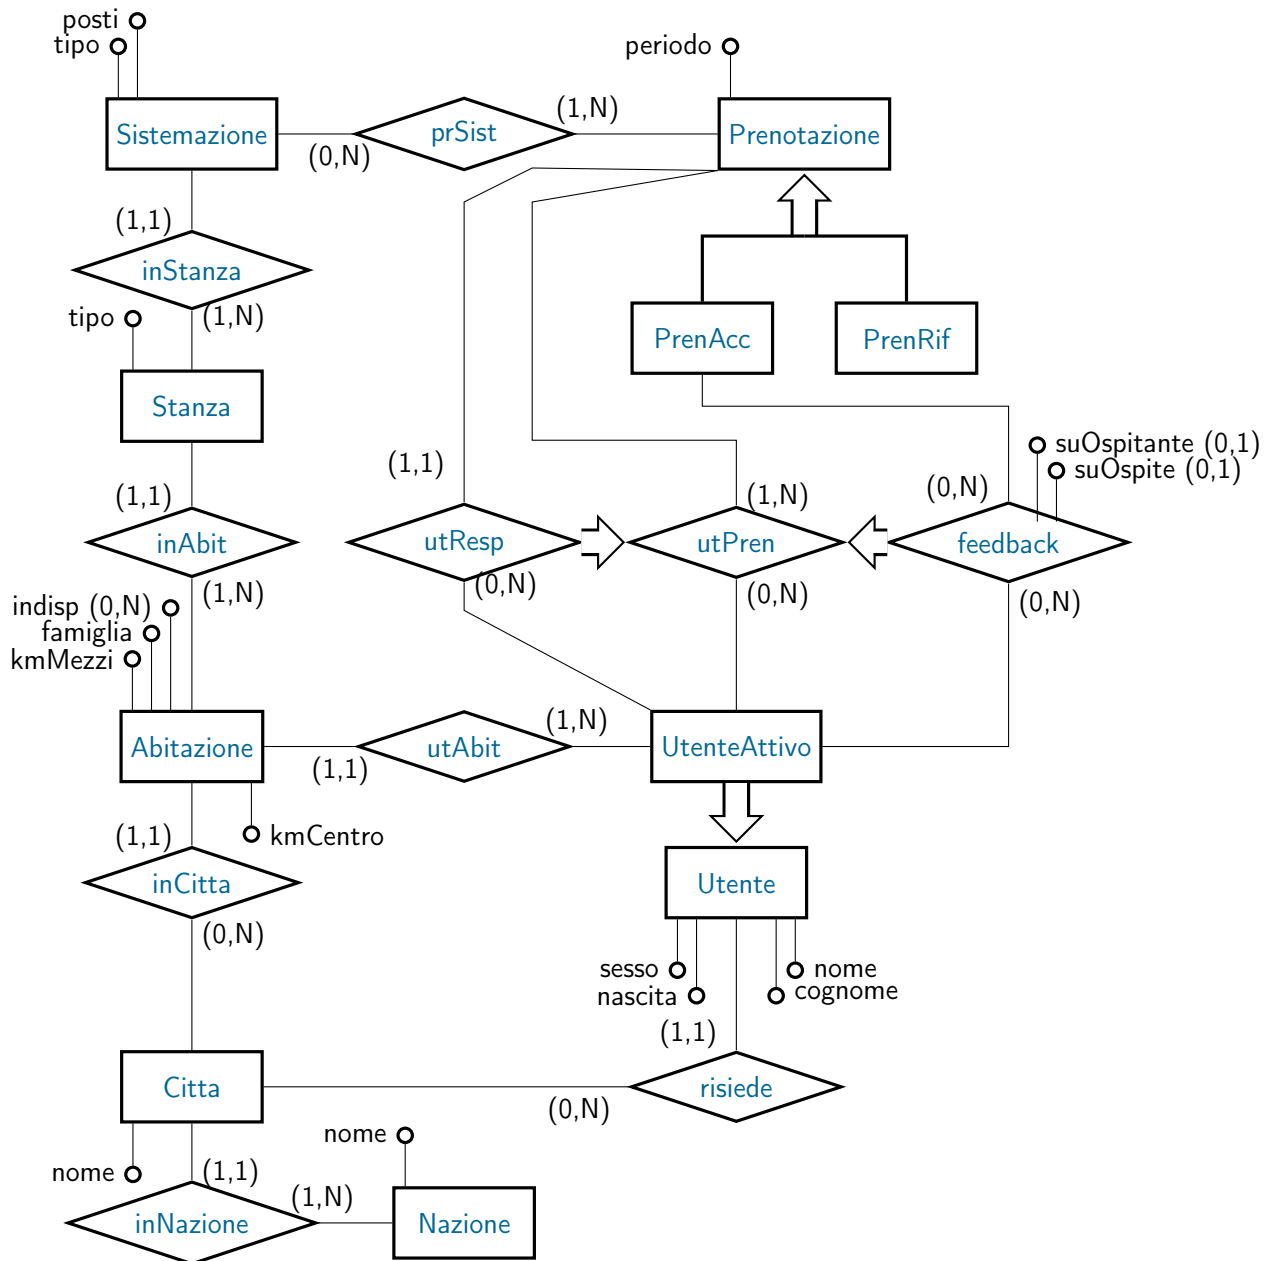 posti
tipo
periodo
Sistemazione
(0,N)
prSist
(1,N)
Prenotazione
(1,1)
inStanza
(1,N)
tipo
PrenAcc
PrenRif
Stanza
suOspitante (0,1)
suOspite (0,1)
(1,1)
(1,1)
(1,N)
(0,N)
inAbit
utResp
utPren
feedback
(1,N)
(0,N)
(0,N)
(0,N)
indisp (0,N)
famiglia
kmMezzi
Abitazione
(1,1)
utAbit
(1,N)
UtenteAttivo
(1,1)
kmCentro
inCitta
Utente
(0,N)
sesso
nome
nascita
cognome
(1,1)
Citta
(0,N)
risiede
nome
nome
(1,1)
(1,N)
inNazione
Nazione